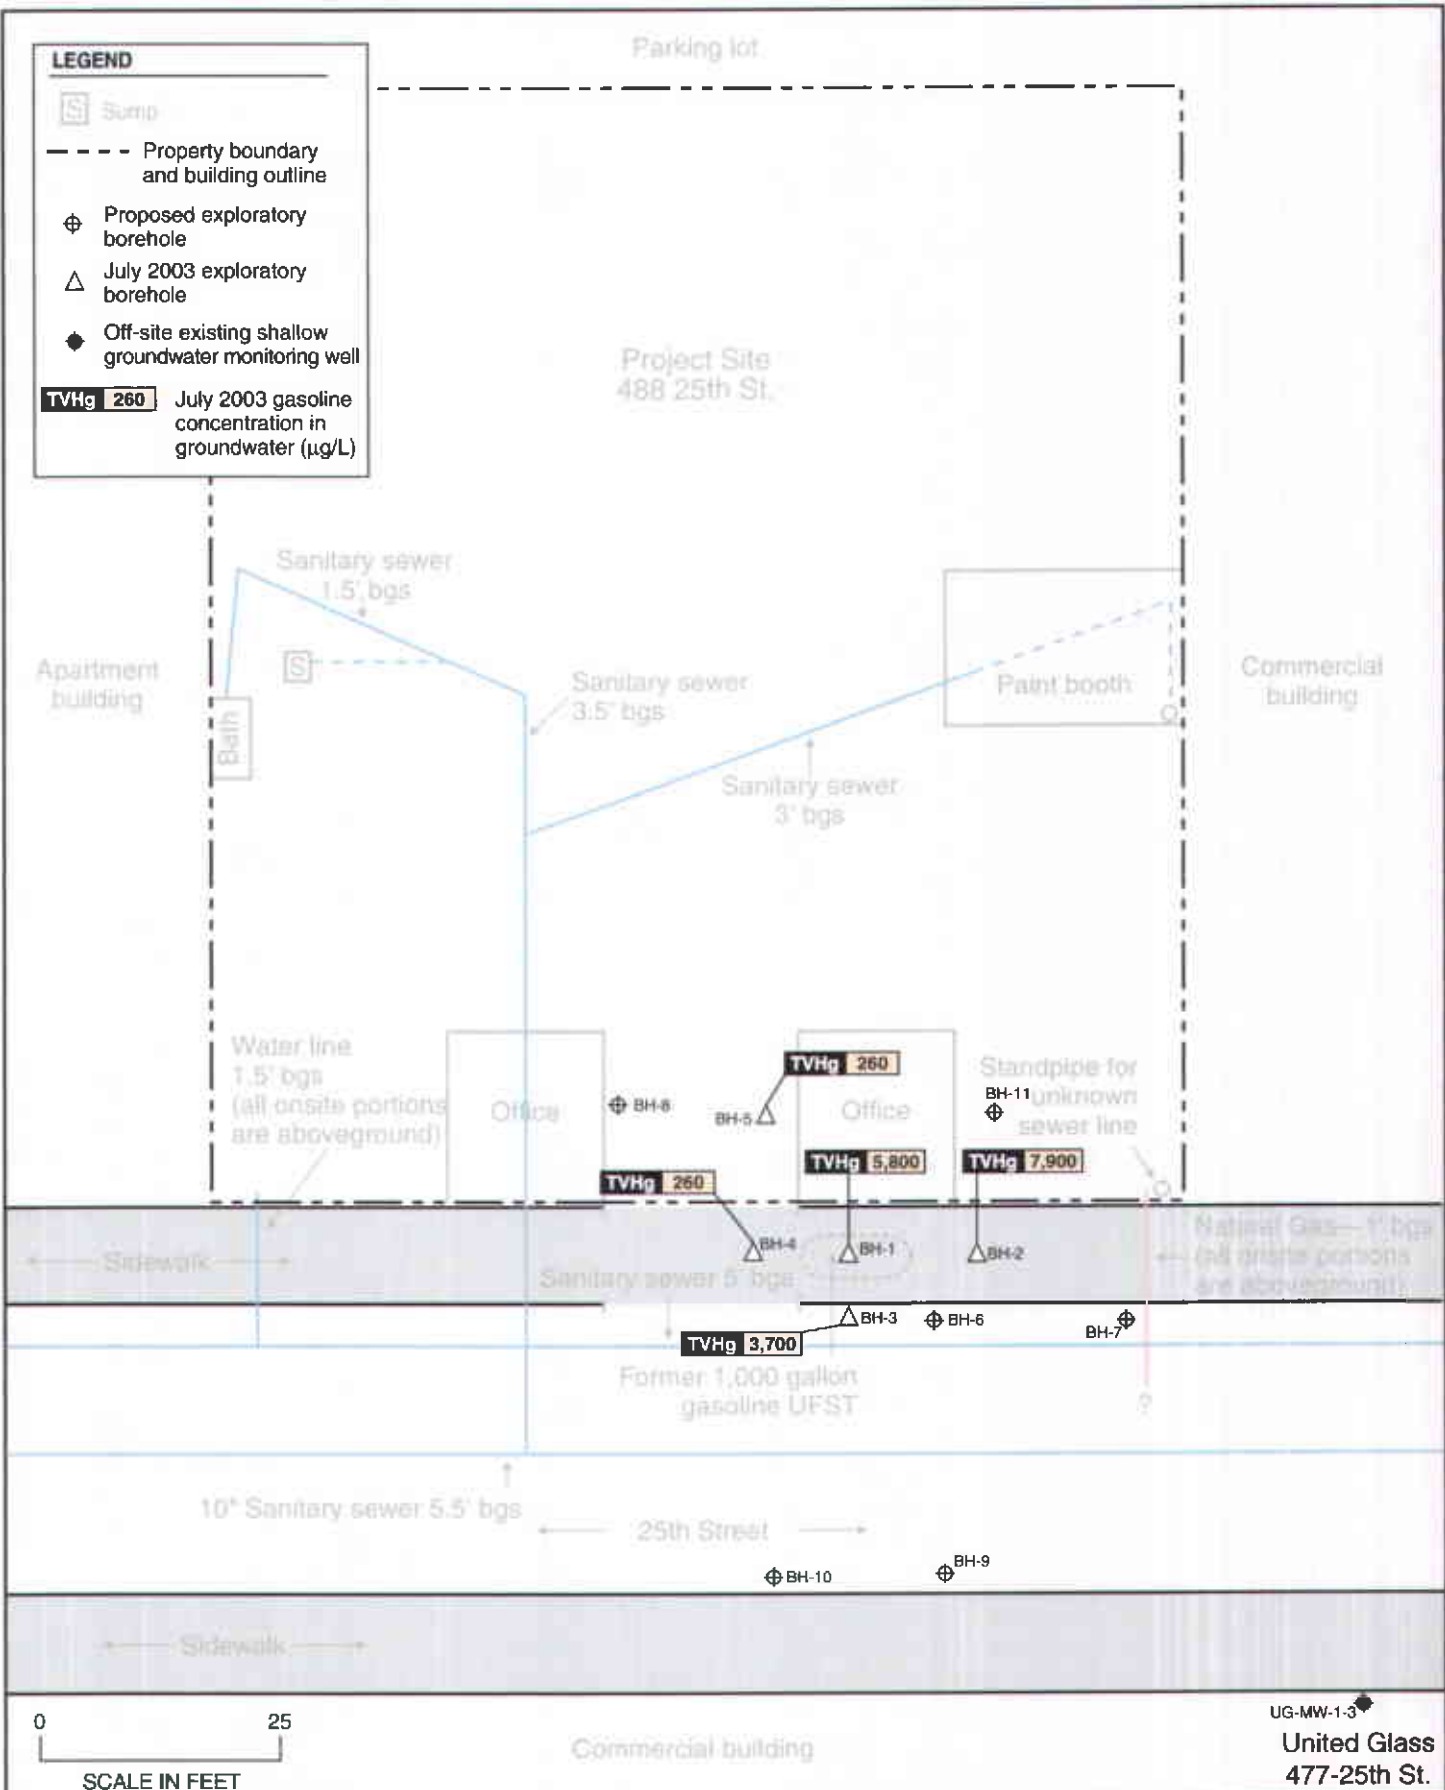 Parking lot
LEGEND
S Sump
Property boundary
and building outline
Proposed exploratory
borehole
July 2003 exploratory
borehole
Off-site existing shallow
groundwater monitoring well
TVHg 260 July 2003 gasoline
concentration in
groundwater (µg/L)
Project Site
488 25th St.
Sanitary sewer
1.5' bgs
Apartment
building
S
Bath
Sanitary sewer
3.5' bgs
Paint booth
Commercial
building
Sanitary sewer
3' bgs
Water line
1.5' bgs
(all onsite portions
are aboveground)
Office
BH-8
TVHg 260
BH-5
Office
Standpipe for
unknown
sewer line
BH-11
TVHg 260
TVHg 5,800
TVHg 7,900
BH-4
BH-1
BH-2
Sidewalk
Sanitary sewer 5' bgs
Natural Gas—1' bgs
(all onsite portions
are aboveground)
BH-3
BH-6
BH-7
TVHg 3,700
Former 1,000 gallon
gasoline UFST
?
10" Sanitary sewer 5.5' bgs
25th Street
BH-10
BH-9
Sidewalk
0 25
SCALE IN FEET
Commercial building
UG-MW-1-3
United Glass
477-25th St.